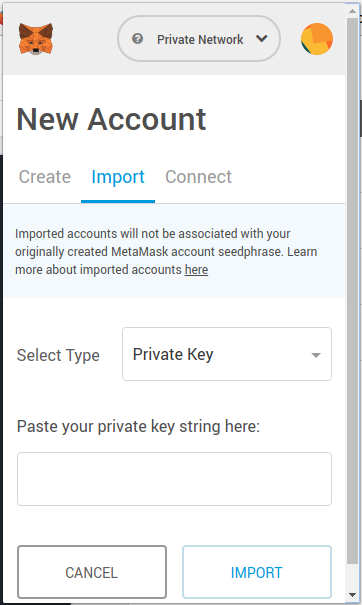 Private Network
New Account
Create Import Connect
Imported accounts will not be associated with your
originally created MetaMask account seedphrase. Learn
more about imported accounts here
Select Type Private Key
Paste your private key string here:
CANCEL IMPORT